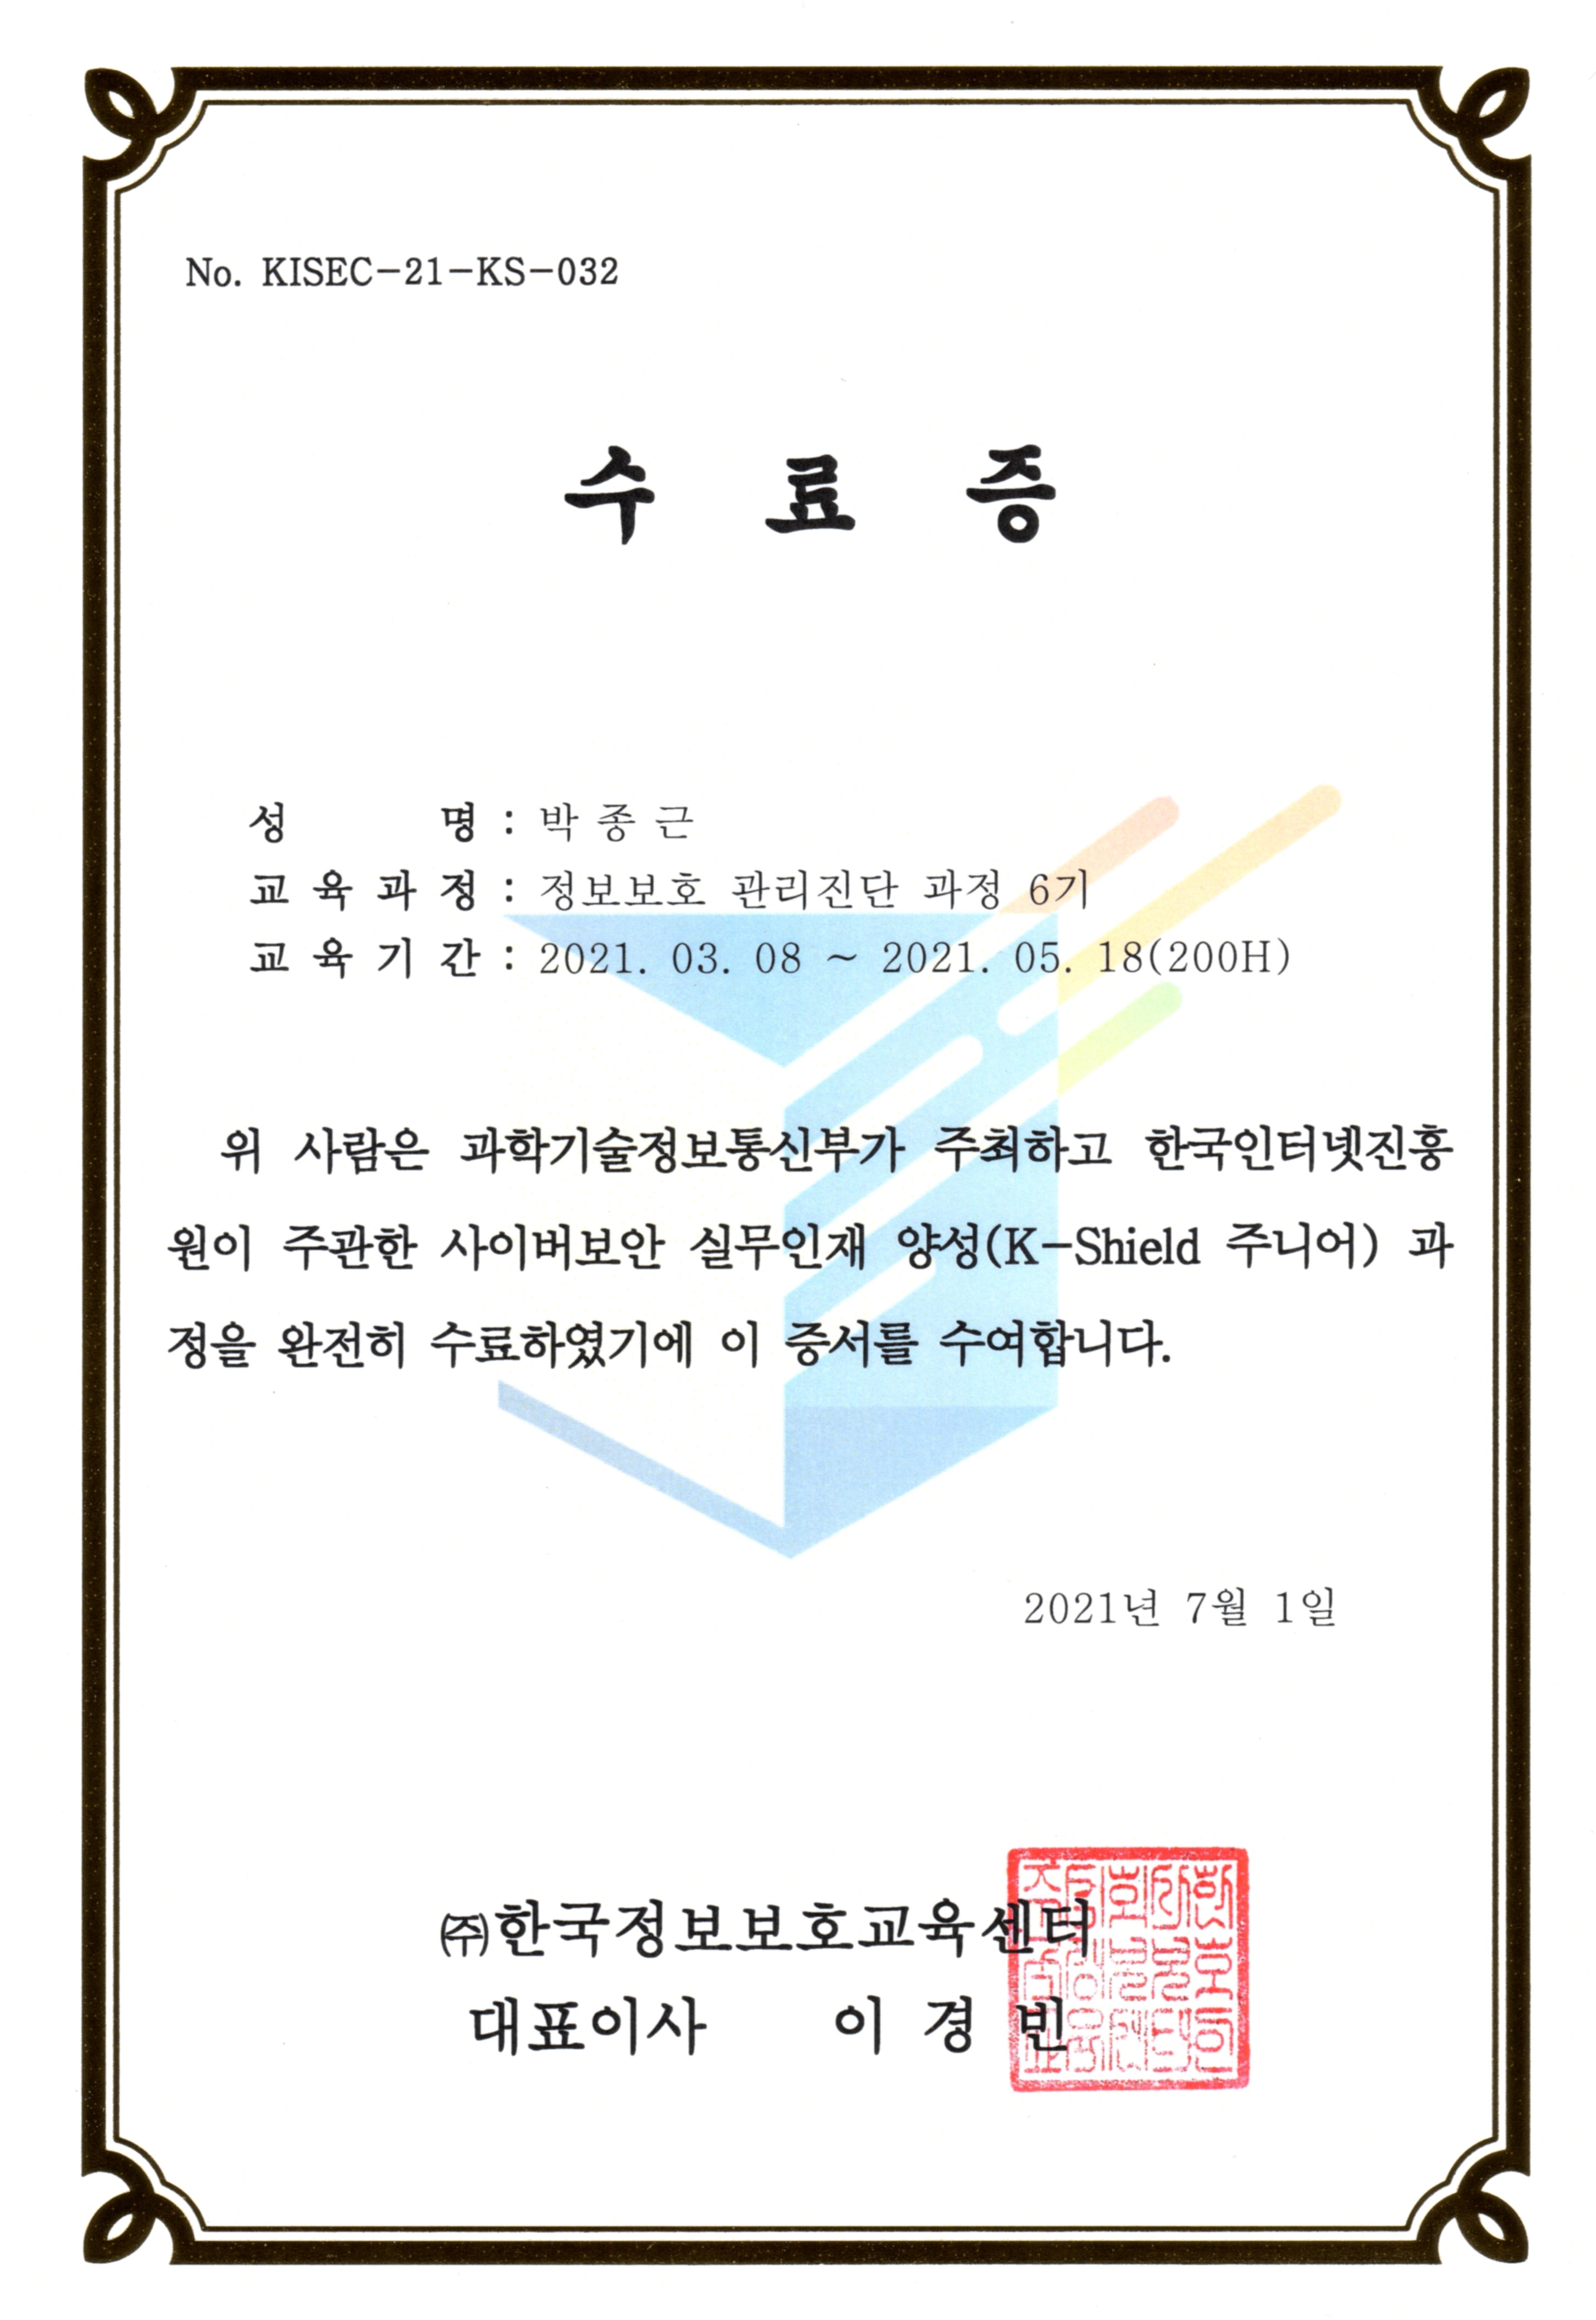 No. KISEC-21-KS-032
수 료 증
성 명 : 박 종 근
교 육 과 정 : 정보보호 관리진단 과정 6기
교 육 기 간 : 2021. 03. 08 ~ 2021. 05. 18(200H)
위 사람은 과학기술정보통신부가 주최하고 한국인터넷진흥
원이 주관한 사이버보안 실무인재 양성(K-Shield 주니어) 과
정을 완전히 수료하였기에 이 증서를 수여합니다.
2021년 7월 1일
㈜한국정보보호교육센터
대표이사 이 경 빈